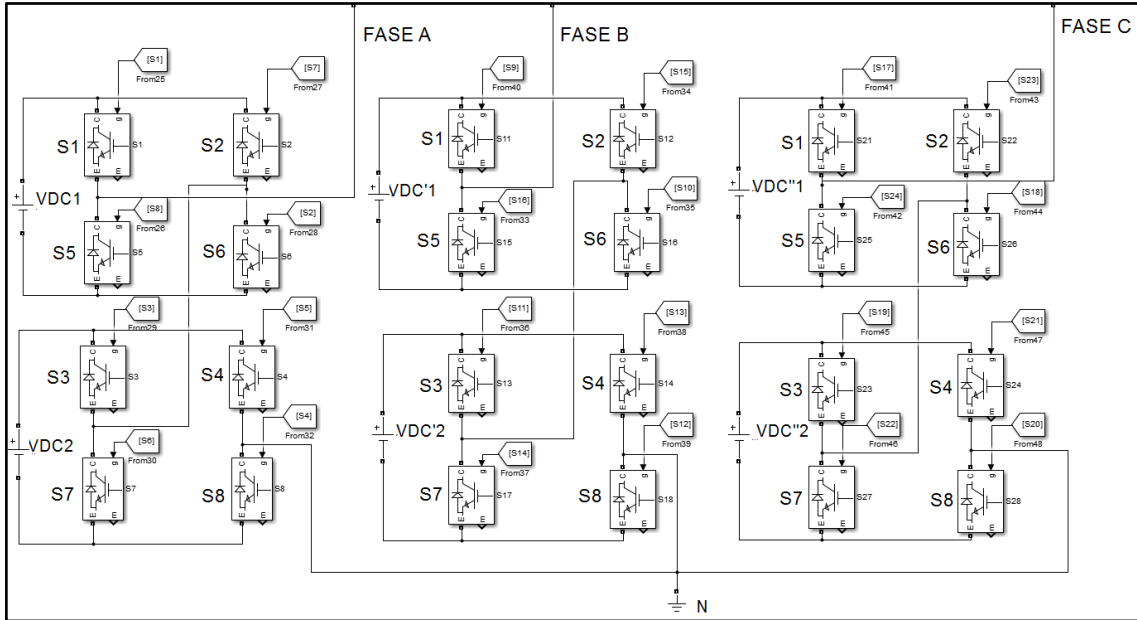 FASE A
FASE B
FASE C
[S1]
From25
[S7]
From27
C
g
S1
S1
E
m
C
g
S2
S2
E
m
VDC1
[S8]
From26
[S2]
From28
C
g
S5
S5
E
m
C
g
S6
S6
E
m
[S3]
From29
[S5]
From31
C
g
S3
S3
E
m
C
g
S4
S4
E
m
VDC2
[S6]
From30
[S4]
From32
C
g
S7
S7
E
m
C
g
S8
S8
E
m
[S9]
From40
[S15]
From34
C
g
S1
S11
E
m
C
g
S2
S12
E
m
VDC'1
[S16]
From33
[S10]
From35
C
g
S5
S15
E
m
C
g
S6
S16
E
m
[S11]
From36
[S13]
From38
C
g
S3
S13
E
m
C
g
S4
S14
E
m
VDC'2
[S14]
From37
[S12]
From39
C
g
S7
S17
E
m
C
g
S8
S18
E
m
[S17]
From41
[S23]
From43
C
g
S1
S21
E
m
C
g
S2
S22
E
m
VDC"1
[S24]
From42
[S18]
From44
C
g
S5
S25
E
m
C
g
S6
S26
E
m
[S19]
From45
[S21]
From47
C
g
S3
S23
E
m
C
g
S4
S24
E
m
VDC"2
[S22]
From46
[S20]
From48
C
g
S7
S27
E
m
C
g
S8
S28
E
m
N